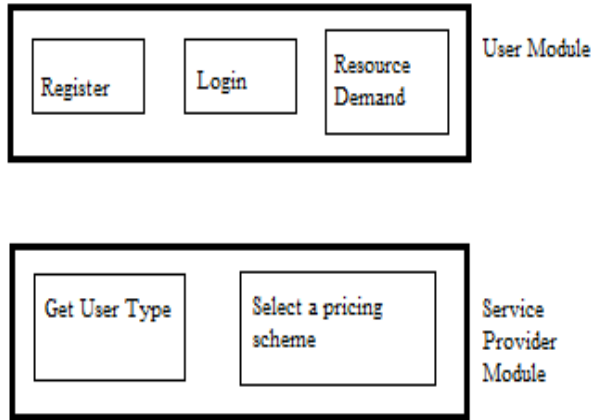 Register
Login
Resource
Demand
User Module
Get User Type
Select a pricing
scheme
Service
Provider
Module